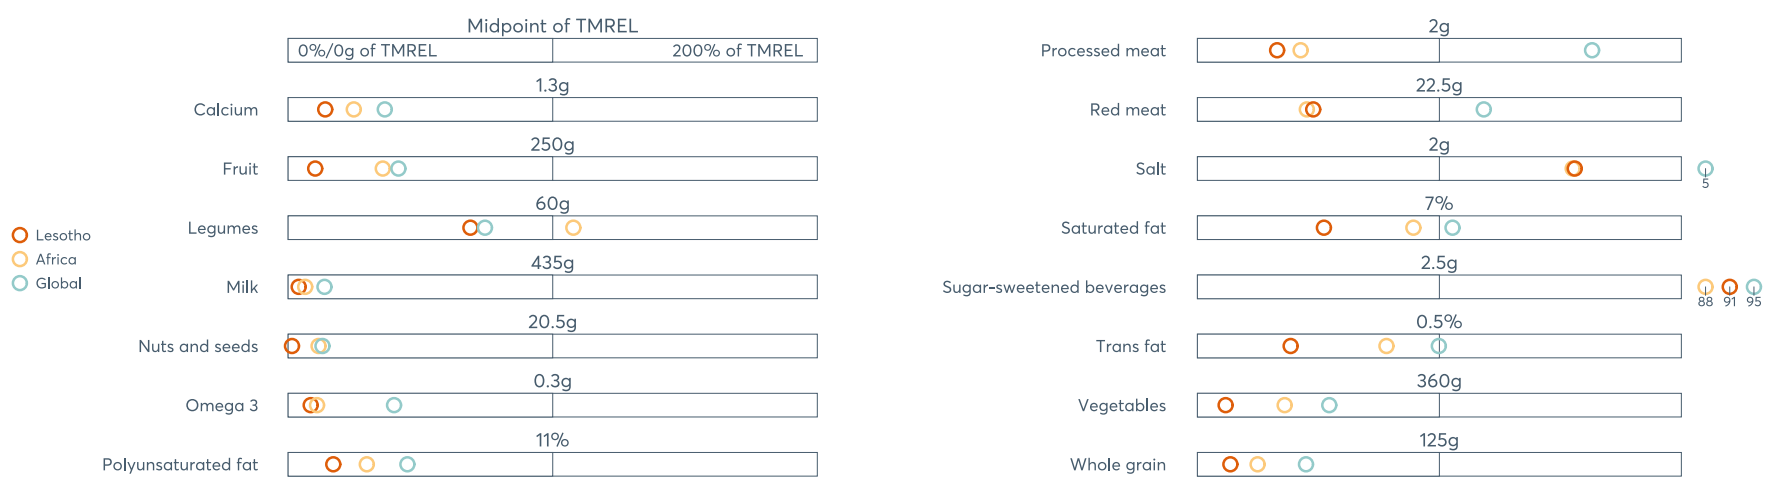 Midpoint of TMREL
0%/0g of TMREL
200% of TMREL
1.3g
Calcium
250g
Fruit
60g
Legumes
435g
Milk
20.5g
Nuts and seeds
0.3g
Omega 3
11%
Polyunsaturated fat
Lesotho
Africa
Global
2g
Processed meat
22.5g
Red meat
2g
Salt
5
7%
Saturated fat
2.5g
Sugar-sweetened beverages
88 91 95
0.5%
Trans fat
360g
Vegetables
125g
Whole grain